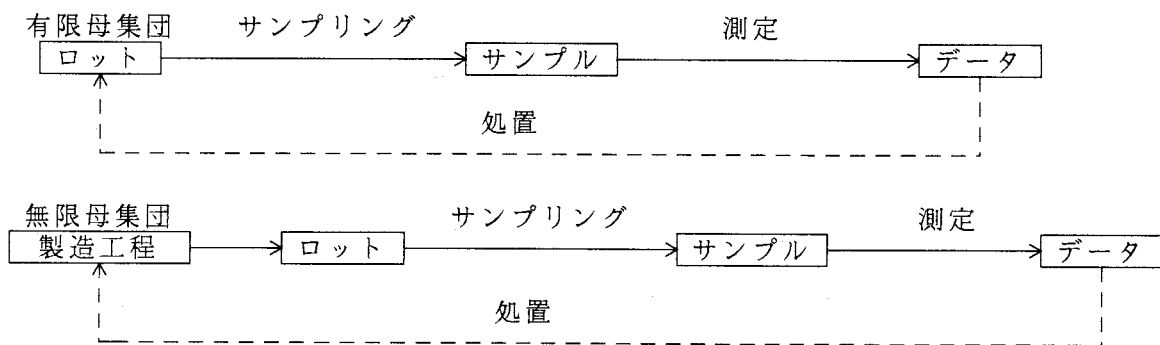 有限母集団 サンプリング 測定
ロット サンプル データ
処置
無限母集団 サンプリング 測定
製造工程 ロット サンプル データ
処置